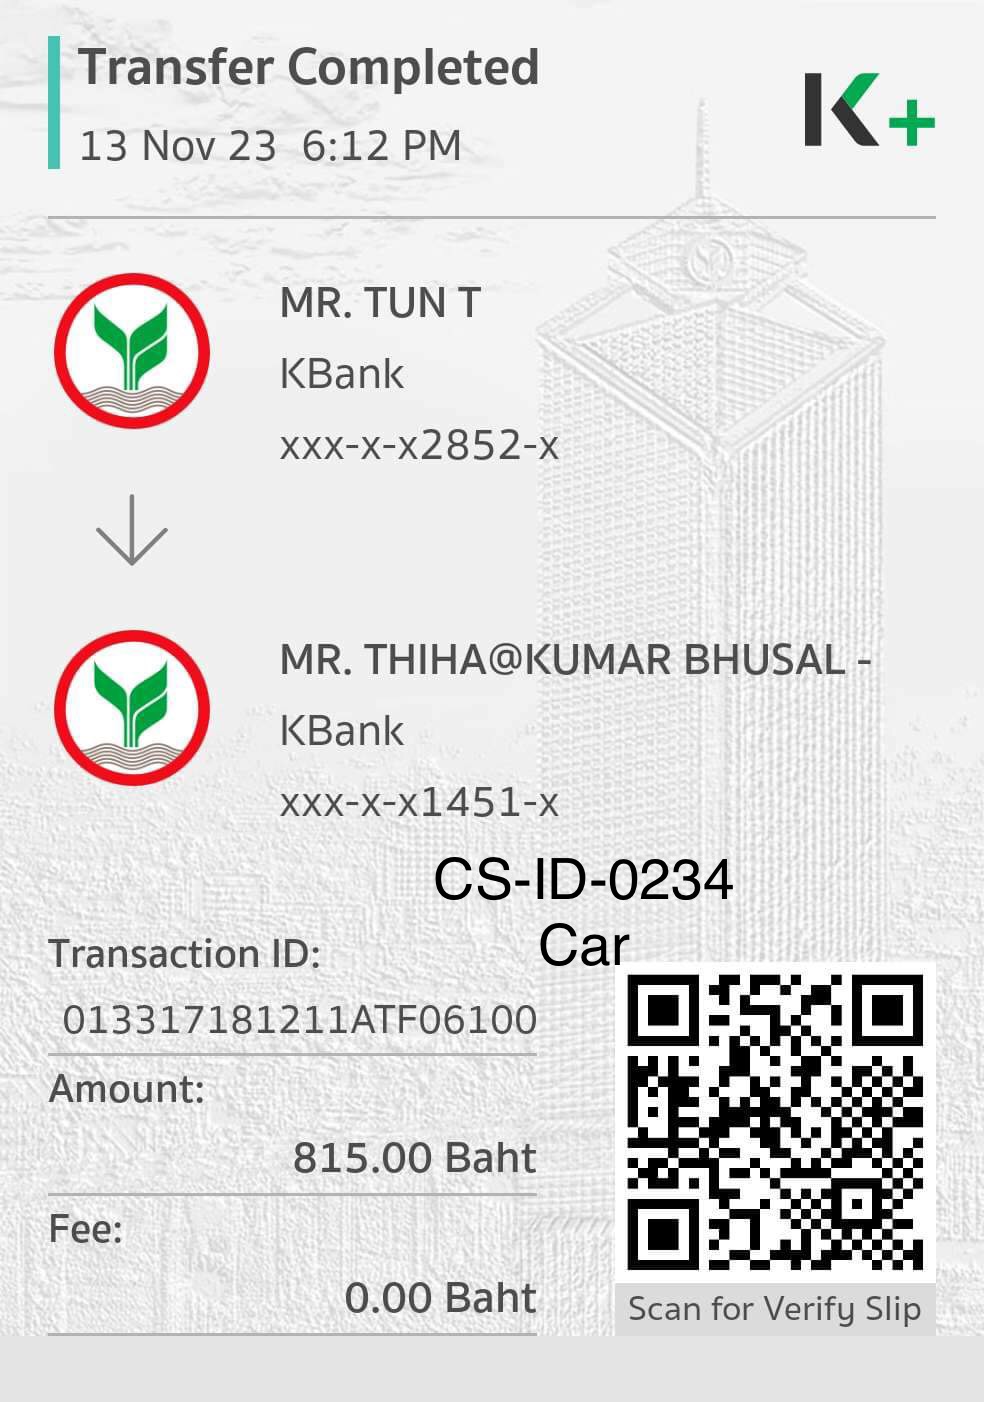 Transfer Completed
13 Nov 23 6:12 PM
K+
MR. TUN T
KBank
xxx-x-x2852-x
MR. THIHA@KUMAR BHUSAL -
KBank
xxx-x-x1451-x
CS-ID-0234
Car
Transaction ID:
013317181211ATF06100
Amount:
815.00 Baht
Fee:
0.00 Baht
Scan for Verify Slip